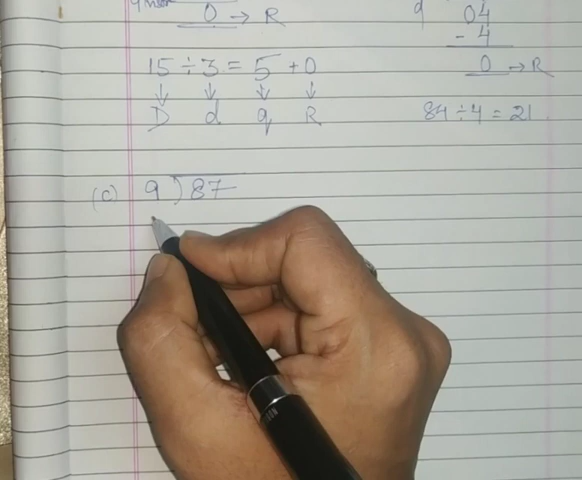 0 → R
15 ÷ 3 = 5 + 0
↓ ↓ ↓ ↓
D d q R
q 04
- 4
0 → R
84 ÷ 4 = 21
(c) 9 ) 87